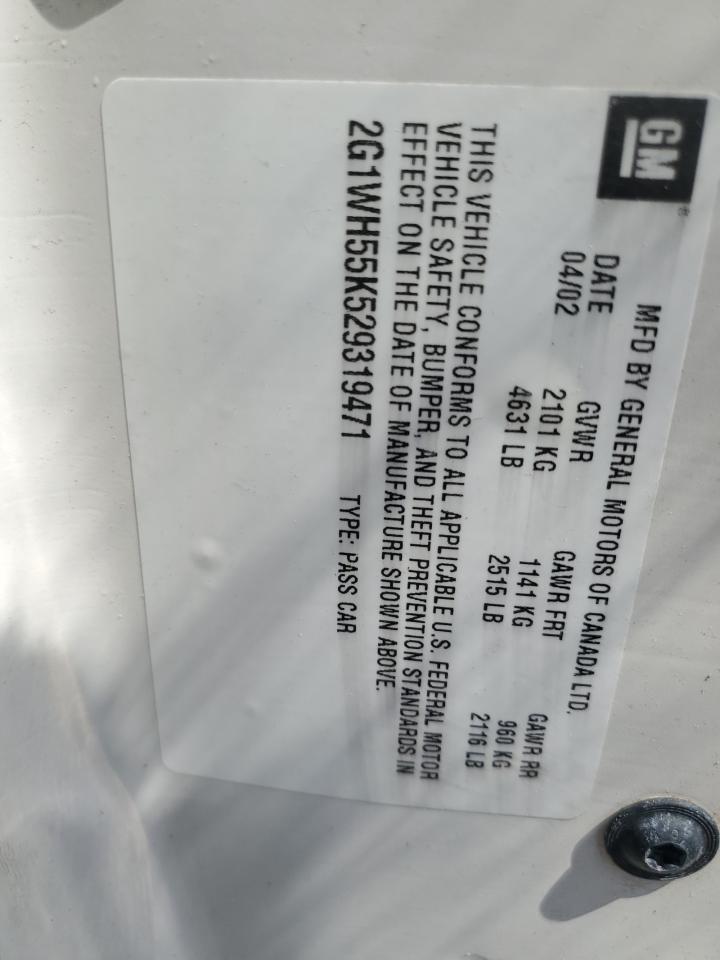 GM®
MFD BY GENERAL MOTORS OF CANADA LTD.
DATE GVWR GAWR FRT GAWR RR
04/02 2101 KG 1141 KG 960 KG
4631 LB 2515 LB 2116 LB
THIS VEHICLE CONFORMS TO ALL APPLICABLE U.S. FEDERAL MOTOR
VEHICLE SAFETY, BUMPER, AND THEFT PREVENTION STANDARDS IN
EFFECT ON THE DATE OF MANUFACTURE SHOWN ABOVE.
2G1WH55K529319471 TYPE: PASS CAR